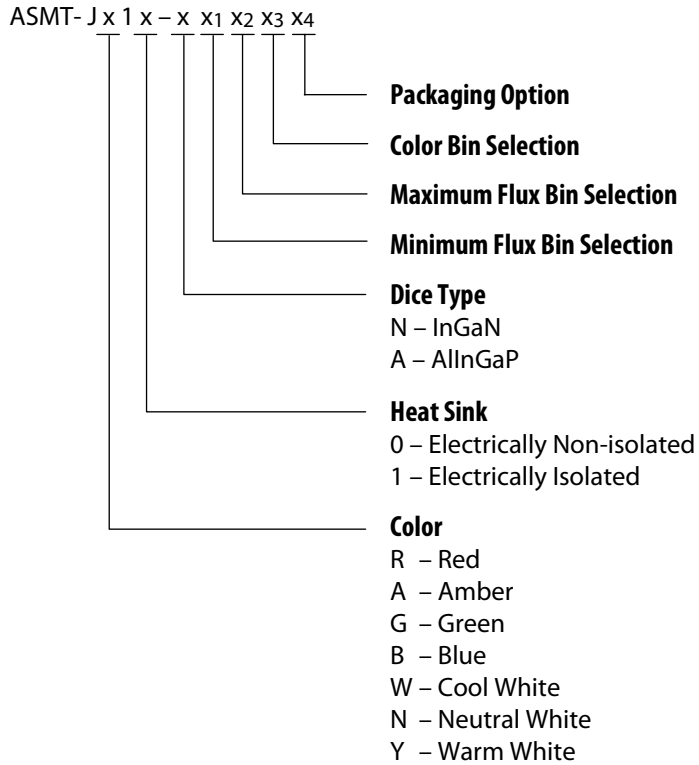 ASMT- J x 1 x – x x1 x2 x3 x4
Packaging Option
Color Bin Selection
Maximum Flux Bin Selection
Minimum Flux Bin Selection
Dice Type
N – InGaN
A – AlInGaP
Heat Sink
0 – Electrically Non-isolated
1 – Electrically Isolated
Color
R – Red
A – Amber
G – Green
B – Blue
W – Cool White
N – Neutral White
Y – Warm White